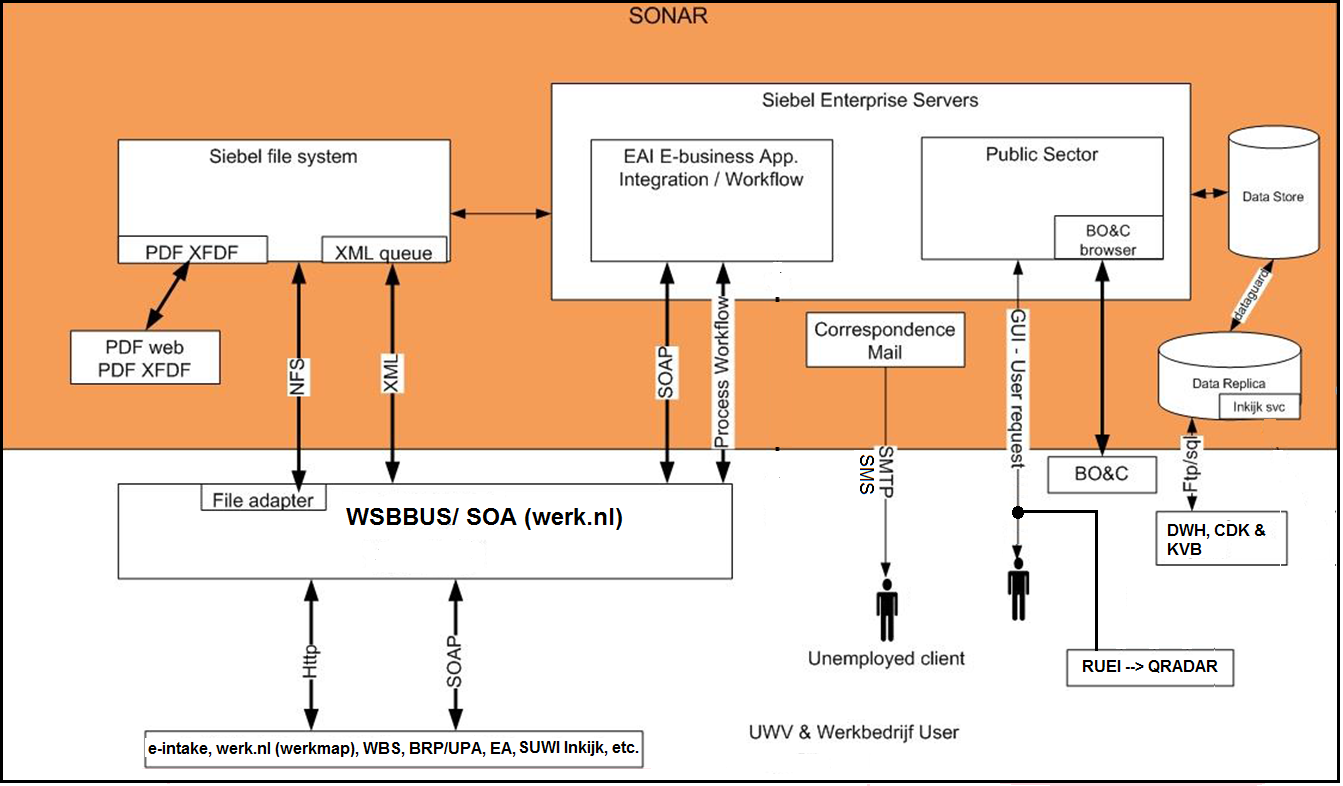 SONAR
Siebel Enterprise Servers
Siebel file system
EAI E-business App.
Integration / Workflow
Public Sector
Data Store
PDF XFDF
XML queue
BO&C
browser
dataguard
PDF web
PDF XFDF
NFS
XML
SOAP
Process Workflow
Correspondence
Mail
GUI - User request
Data Replica
Inkijk svc
SMTP
SMS
BO&C
Ftp/sql
File adapter
WSBBUS/ SOA (werk.nl)
DWH, CDK &
KVB
Http
SOAP
Unemployed client
RUEI --> QRADAR
UWV & Werkbedrijf User
e-intake, werk.nl (werkmap), WBS, BRP/UPA, EA, SUWI Inkijk, etc.